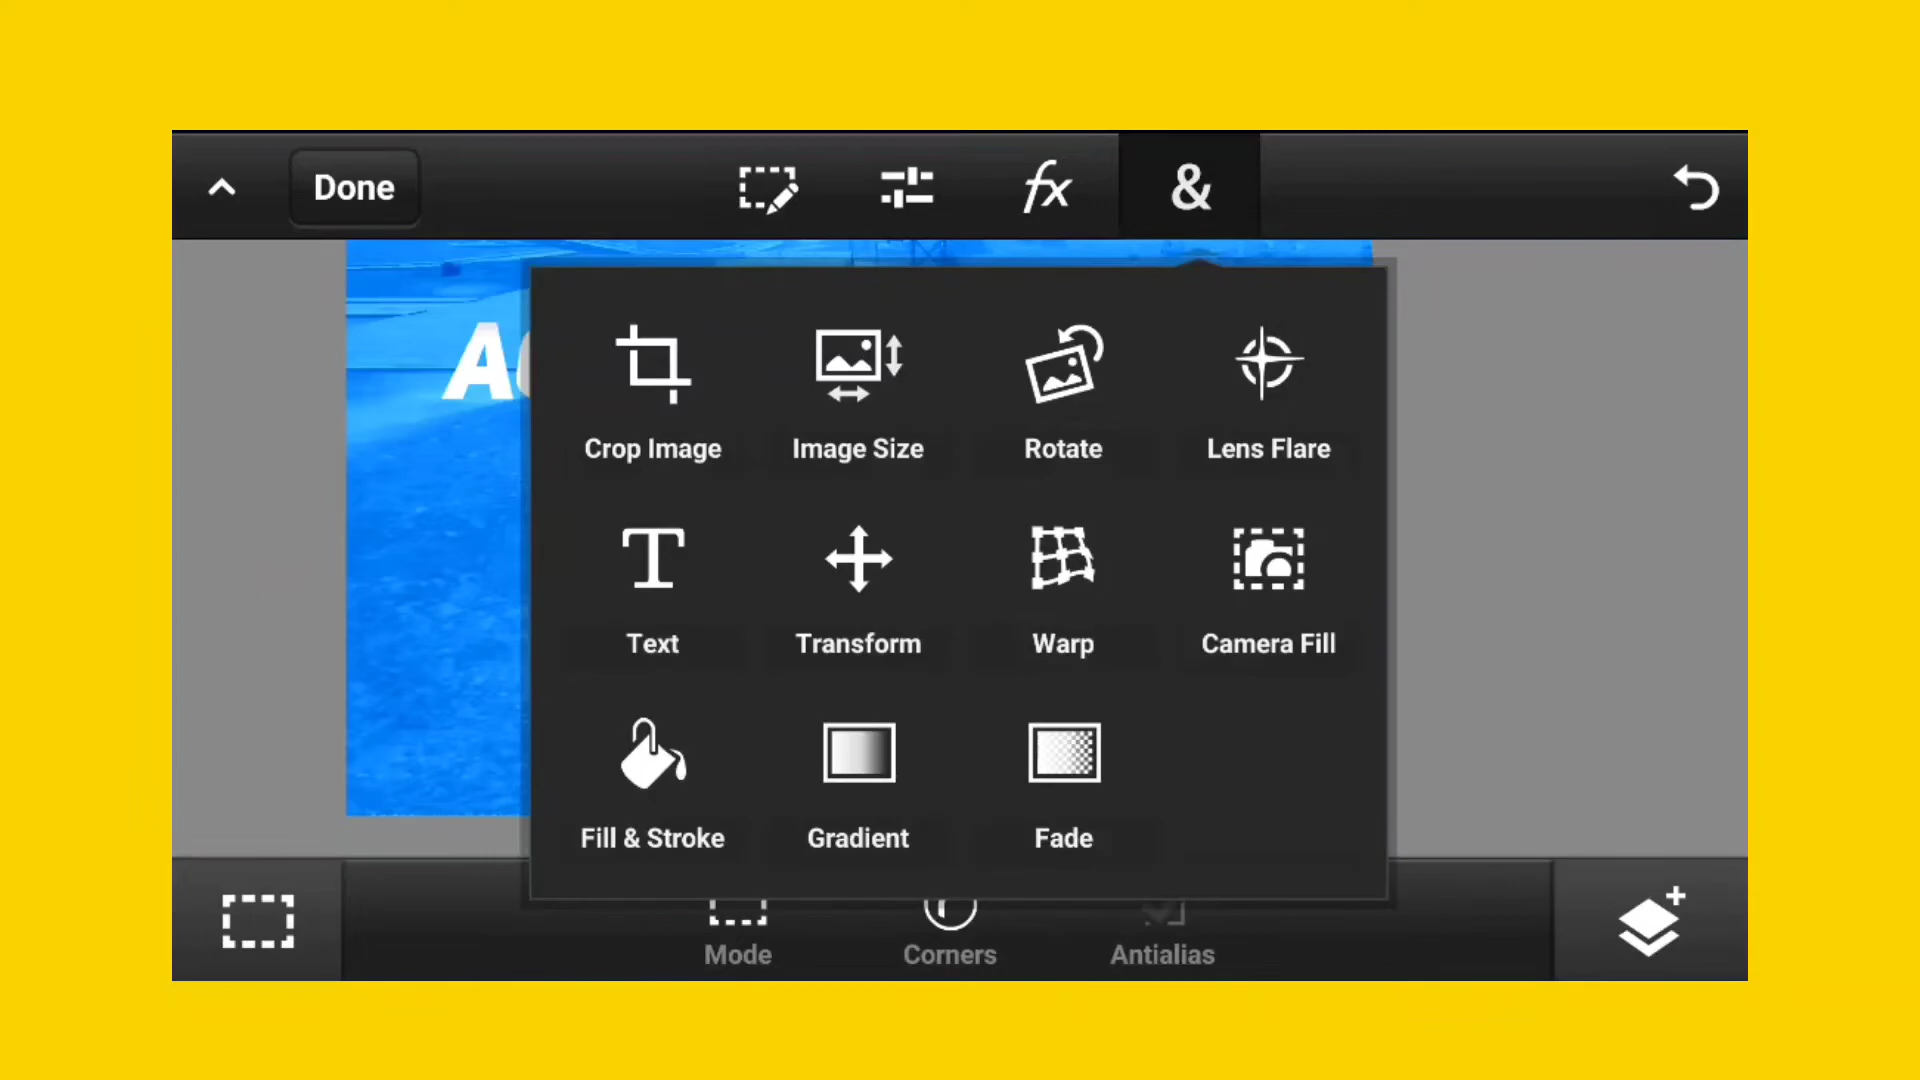 Done
fx
&
Crop Image
Image Size
Rotate
Lens Flare
Text
Transform
Warp
Camera Fill
Fill & Stroke
Gradient
Fade
Mode
Corners
Antialias